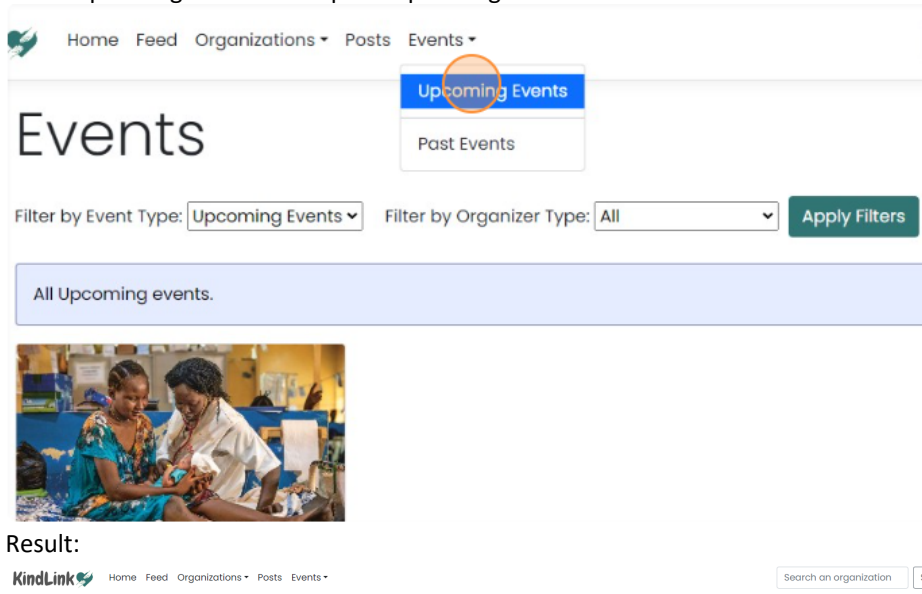 Home Feed Organizations Posts Events
Upcoming Events
Past Events
Events
Filter by Event Type: Upcoming Events Filter by Organizer Type: All Apply Filters
All Upcoming events.
Result:
KindLink Home Feed Organizations Posts Events Search an organization